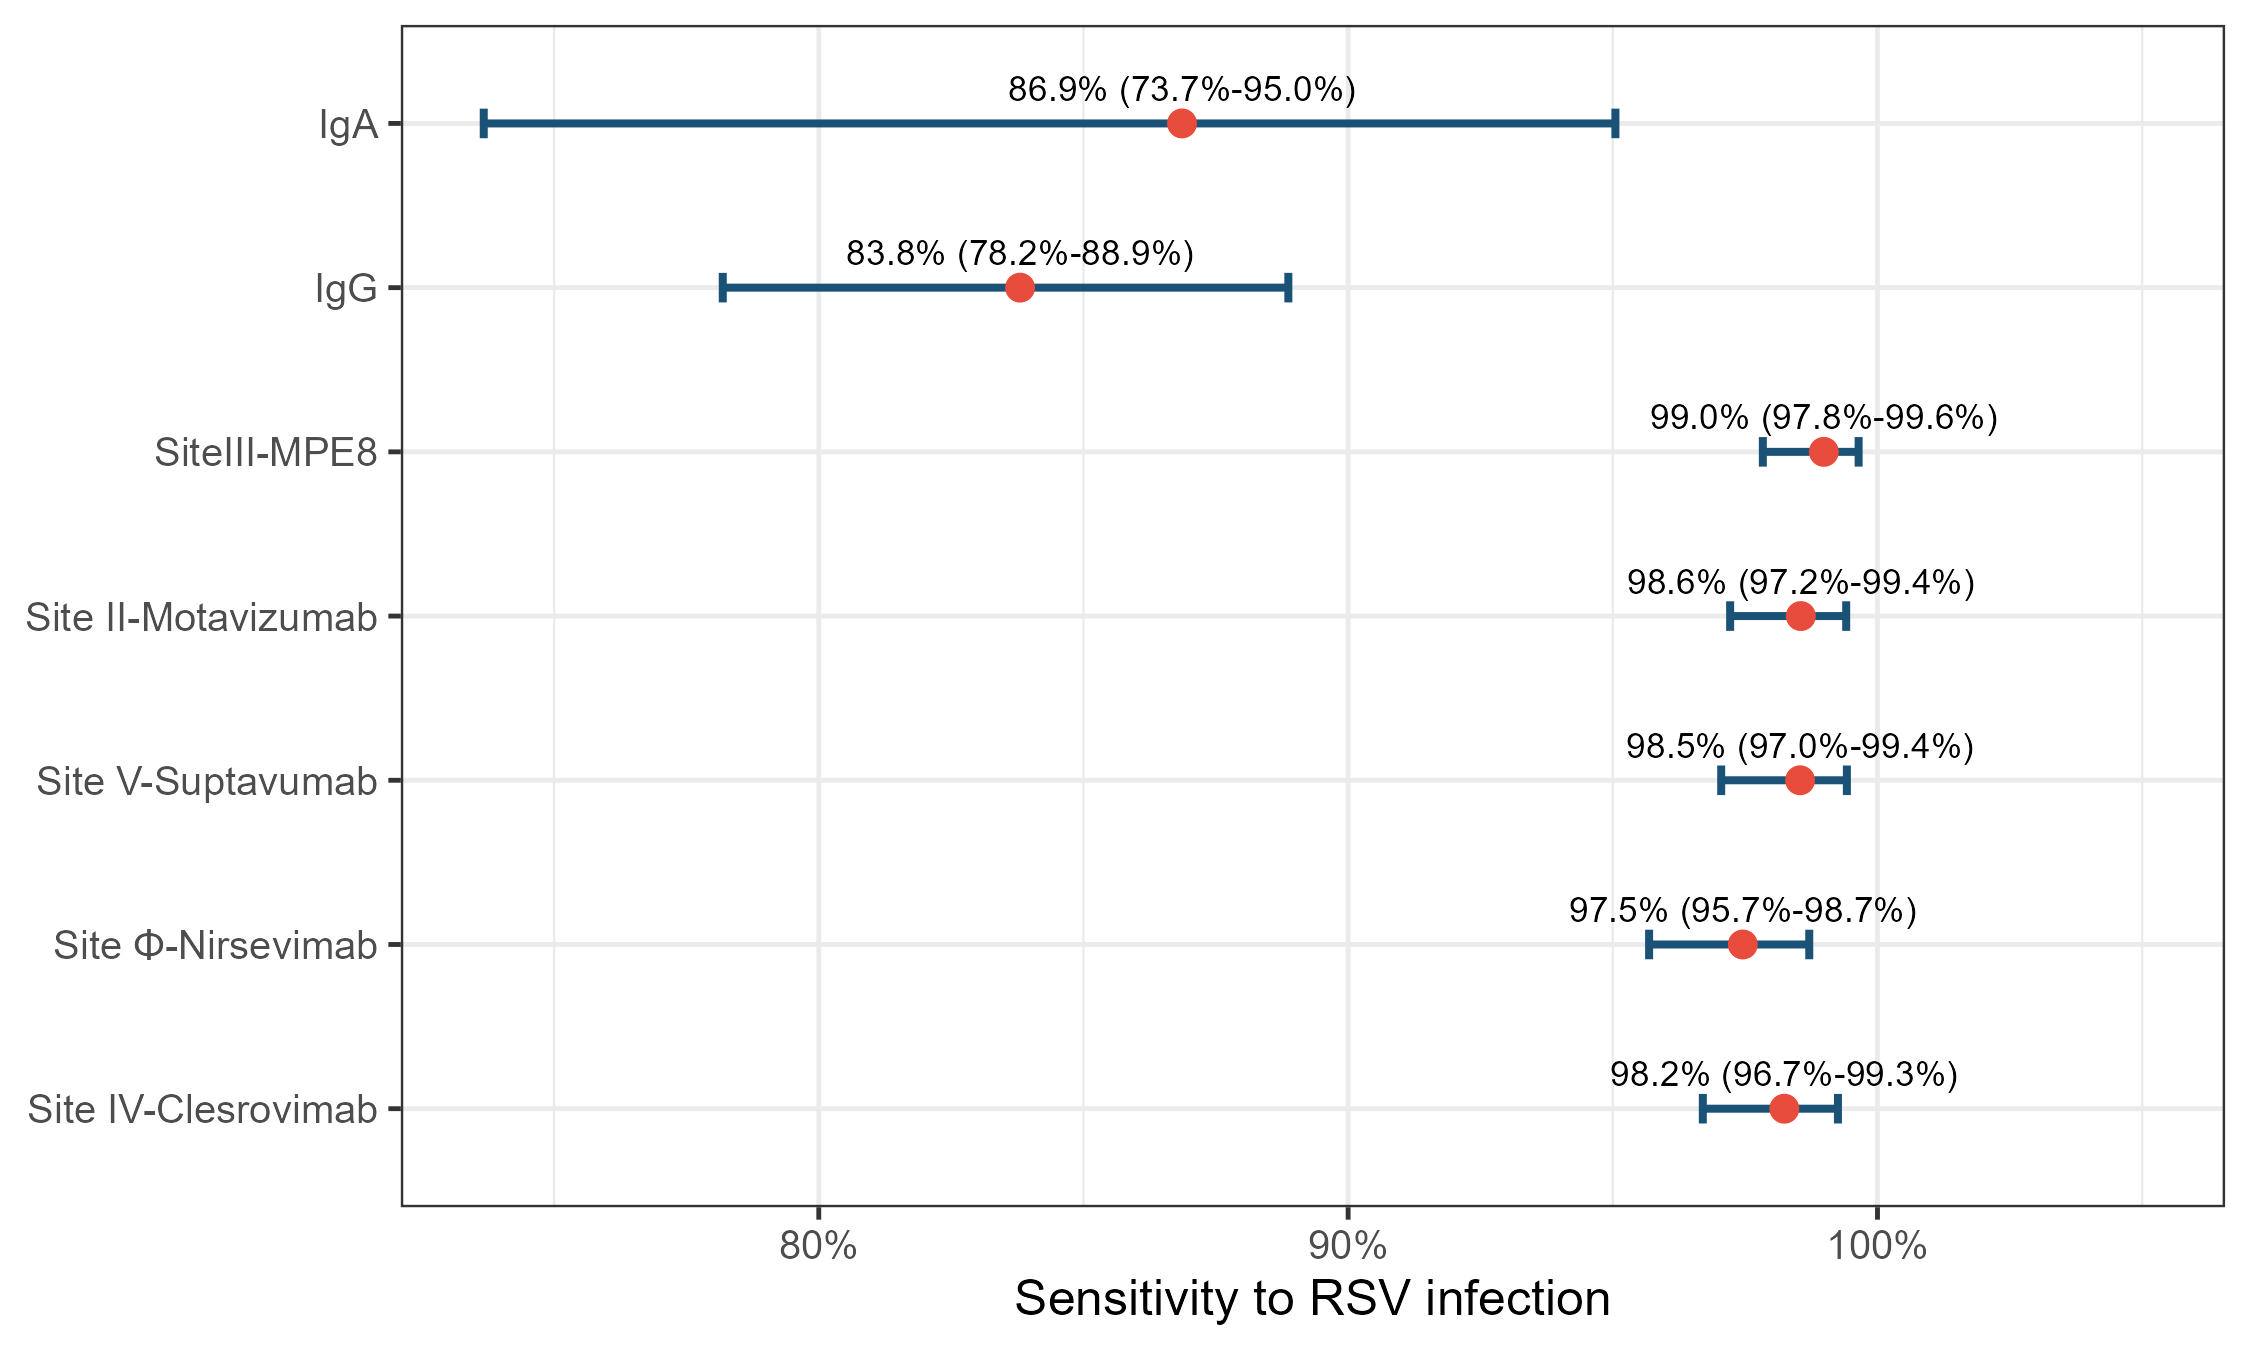 86.9% (73.7%-95.0%)
IgA
83.8% (78.2%-88.9%)
IgG
99.0% (97.8%-99.6%)
SiteIII-MPE8
98.6% (97.2%-99.4%)
Site II-Motavizumab
98.5% (97.0%-99.4%)
Site V-Suptavumab
97.5% (95.7%-98.7%)
Site Φ-Nirsevimab
98.2% (96.7%-99.3%)
Site IV-Clesrovimab
80% 90% 100%
Sensitivity to RSV infection